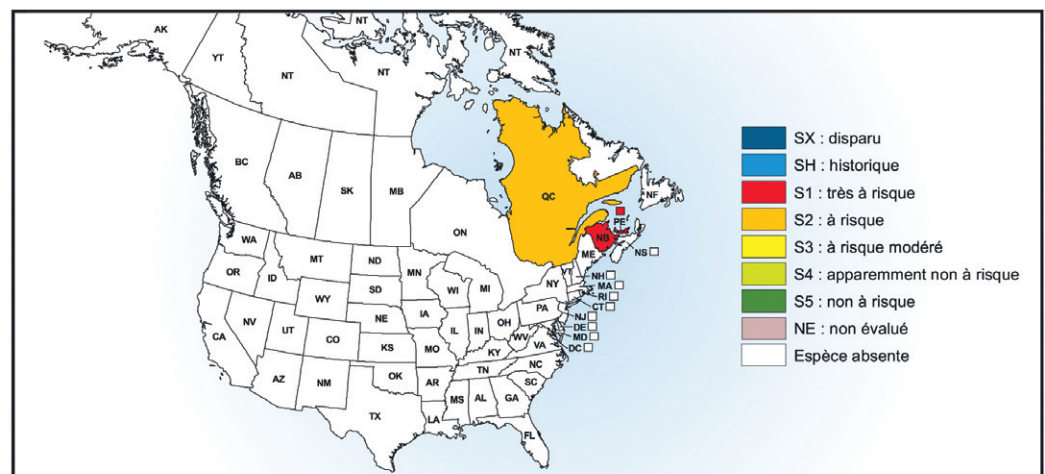 AK
NT
YT
NT
NT
NT
BC
AB
SK
MB
QC
NF
ON
PE
NB
NS
WA
MT
ND
MN
ME
VT
OR
ID
SD
WI
MI
NY
NH
MA
WY
RI
IA
CT
NE
PA
NJ
NV
UT
IL
IN
OH
DE
CO
WV
MD
CA
KS
MO
KY
VA
DC
TN
NC
AZ
NM
OK
AR
SC
MS
AL
GA
TX
LA
FL
SX : disparu
SH : historique
S1 : très à risque
S2 : à risque
S3 : à risque modéré
S4 : apparemment non à risque
S5 : non à risque
NE : non évalué
Espèce absente